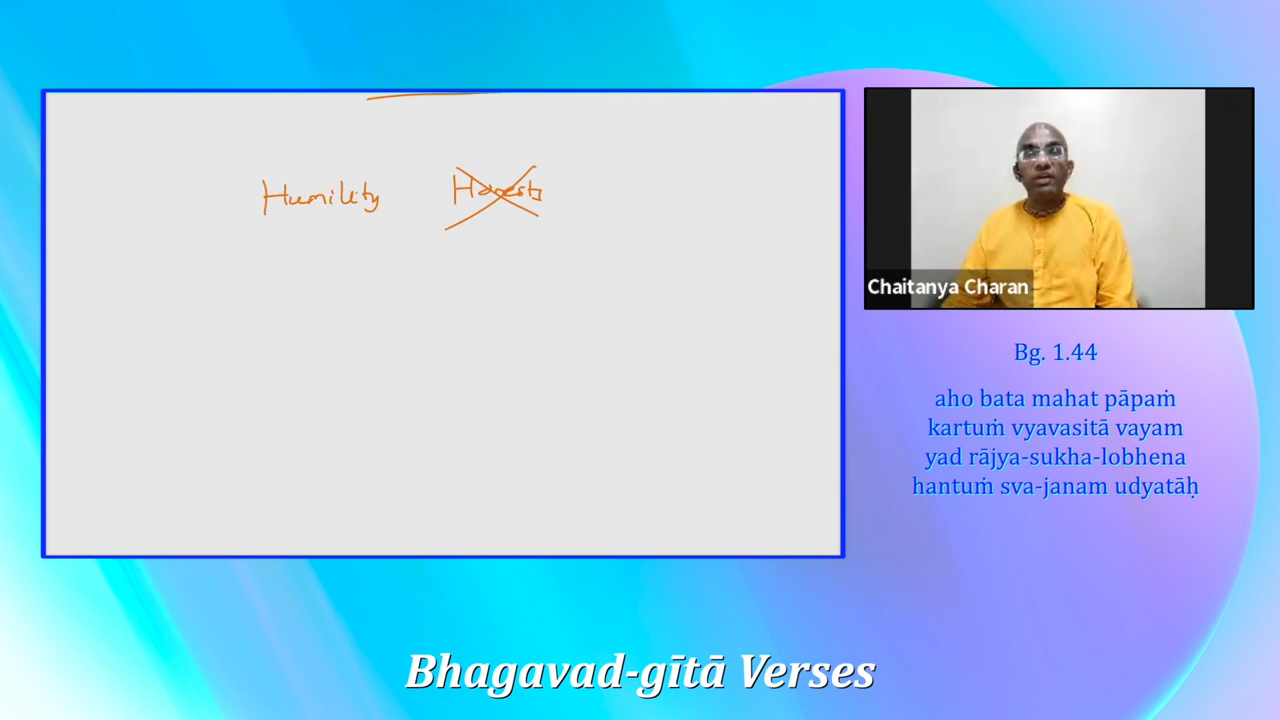 Humility Honesty
Chaitanya Charan
Bg. 1.44
aho bata mahat pāpaṁ
kartuṁ vyavasitā vayam
yad rājya-sukha-lobhena
hantuṁ sva-janam udyatāḥ
Bhagavad-gītā Verses